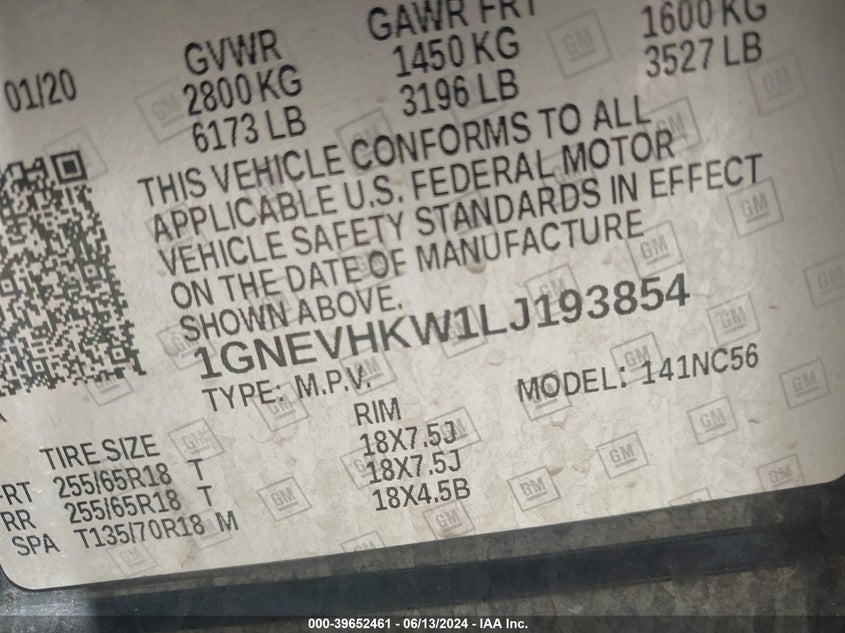 01/20
GVWR
2800 KG
6173 LB
GAWR FRT
1450 KG
3196 LB
1600 KG
3527 LB
THIS VEHICLE CONFORMS TO ALL
APPLICABLE U.S. FEDERAL MOTOR
VEHICLE SAFETY STANDARDS IN EFFECT
ON THE DATE OF MANUFACTURE
SHOWN ABOVE.
1GNEVHKW1LJ193854
TYPE: M.P.V. MODEL: 141NC56
TIRE SIZE RIM
RT 255/65R18 T 18X7.5J
RR 255/65R18 T 18X7.5J
SPA T135/70R18 M 18X4.5B
GM
000-39652461 - 06/13/2024 - IAA Inc.